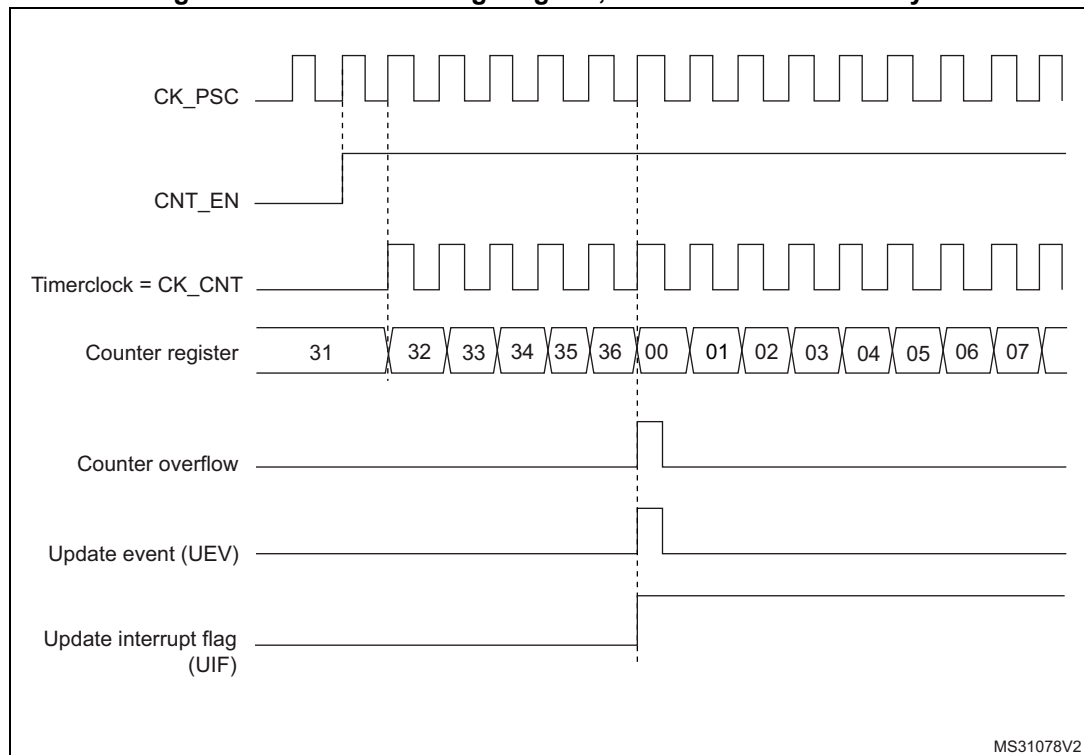 CK_PSC
CNT_EN
Timerclock = CK_CNT
Counter register 31 32 33 34 35 36 00 01 02 03 04 05 06 07
Counter overflow
Update event (UEV)
Update interrupt flag
(UIF)
MS31078V2